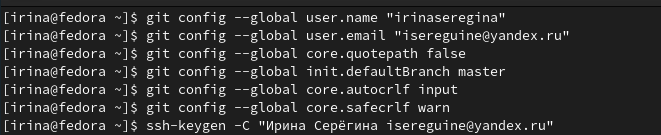 [irina@fedora ~]$ git config --global user.name "irinaseregina"
[irina@fedora ~]$ git config --global user.email "isereguine@yandex.ru"
[irina@fedora ~]$ git config --global core.quotepath false
[irina@fedora ~]$ git config --global init.defaultBranch master
[irina@fedora ~]$ git config --global core.autocrlf input
[irina@fedora ~]$ git config --global core.safecrlf warn
[irina@fedora ~]$ ssh-keygen -C "Ирина Серёгина isereguine@yandex.ru"